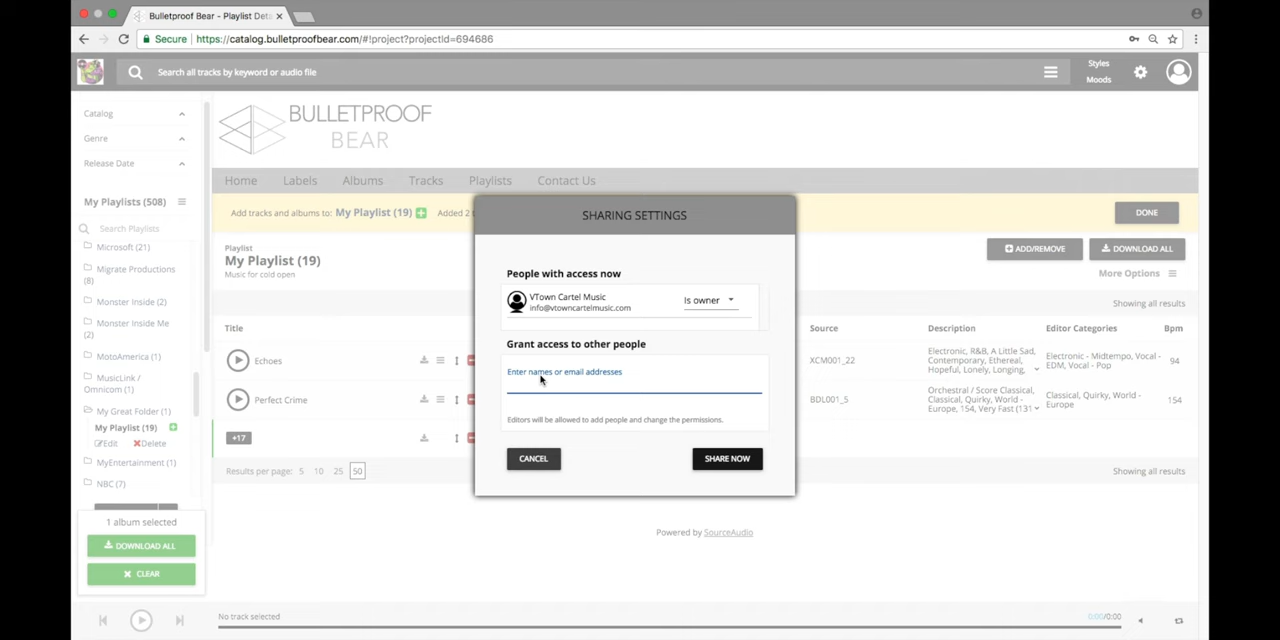 Bulletproof Bear - Playlist Deta
Secure https://catalog.bulletproofbear.com/#!project?projectid=694686
Search all tracks by keyword or audio file
Styles
Moods
Catalog
Genre
Release Date
My Playlists (508)
Search Playlists
Microsoft (21)
Migrate Productions
(8)
Monster Inside (2)
Monster Inside Me
(2)
MotoAmerica (1)
MusicLink /
Omnicom (1)
My Great Folder (1)
My Playlist (19)
Edit Delete
MyEntertainment (1)
NBC (7)
1 album selected
DOWNLOAD ALL
CLEAR
BULLETPROOF
BEAR
Home Labels Albums Tracks Playlists Contact Us
Add tracks and albums to: My Playlist (19) Added 2
DONE
Playlist
My Playlist (19)
Music for cold open
ADD/REMOVE DOWNLOAD ALL
More Options
Showing all results
Title Source Description Editor Categories Bpm
Echoes
XCM001_22
Electronic, R&B, A Little Sad,
Contemporary, Ethereal,
Hopeful, Lonely, Longing,
Electronic - Midtempo, Vocal -
EDM, Vocal - Pop
94
Perfect Crime
BDL001_5
Orchestral / Score Classical,
Classical, Quirky, World -
Europe, 154, Very Fast (131
Classical, Quirky, World -
Europe
154
+17
Results per page: 5 10 25 50
Showing all results
SHARING SETTINGS
People with access now
VTown Cartel Music
info@vtowncartelmusic.com
Is owner
Grant access to other people
Enter names or email addresses
Editors will be allowed to add people and change the permissions.
CANCEL SHARE NOW
Powered by SourceAudio
No track selected
0:00/0:00